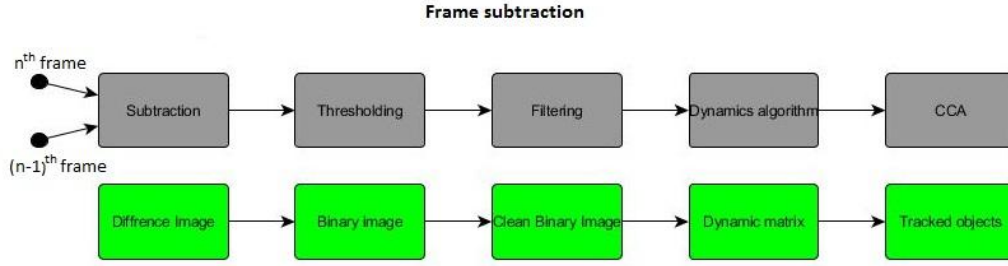 Frame subtraction
nth frame
Subtraction
Thresholding
Filtering
Dynamics algorithm
CCA
(n-1)th frame
Diffrence Image
Binary image
Clean Binary Image
Dynamic matrix
Tracked objects